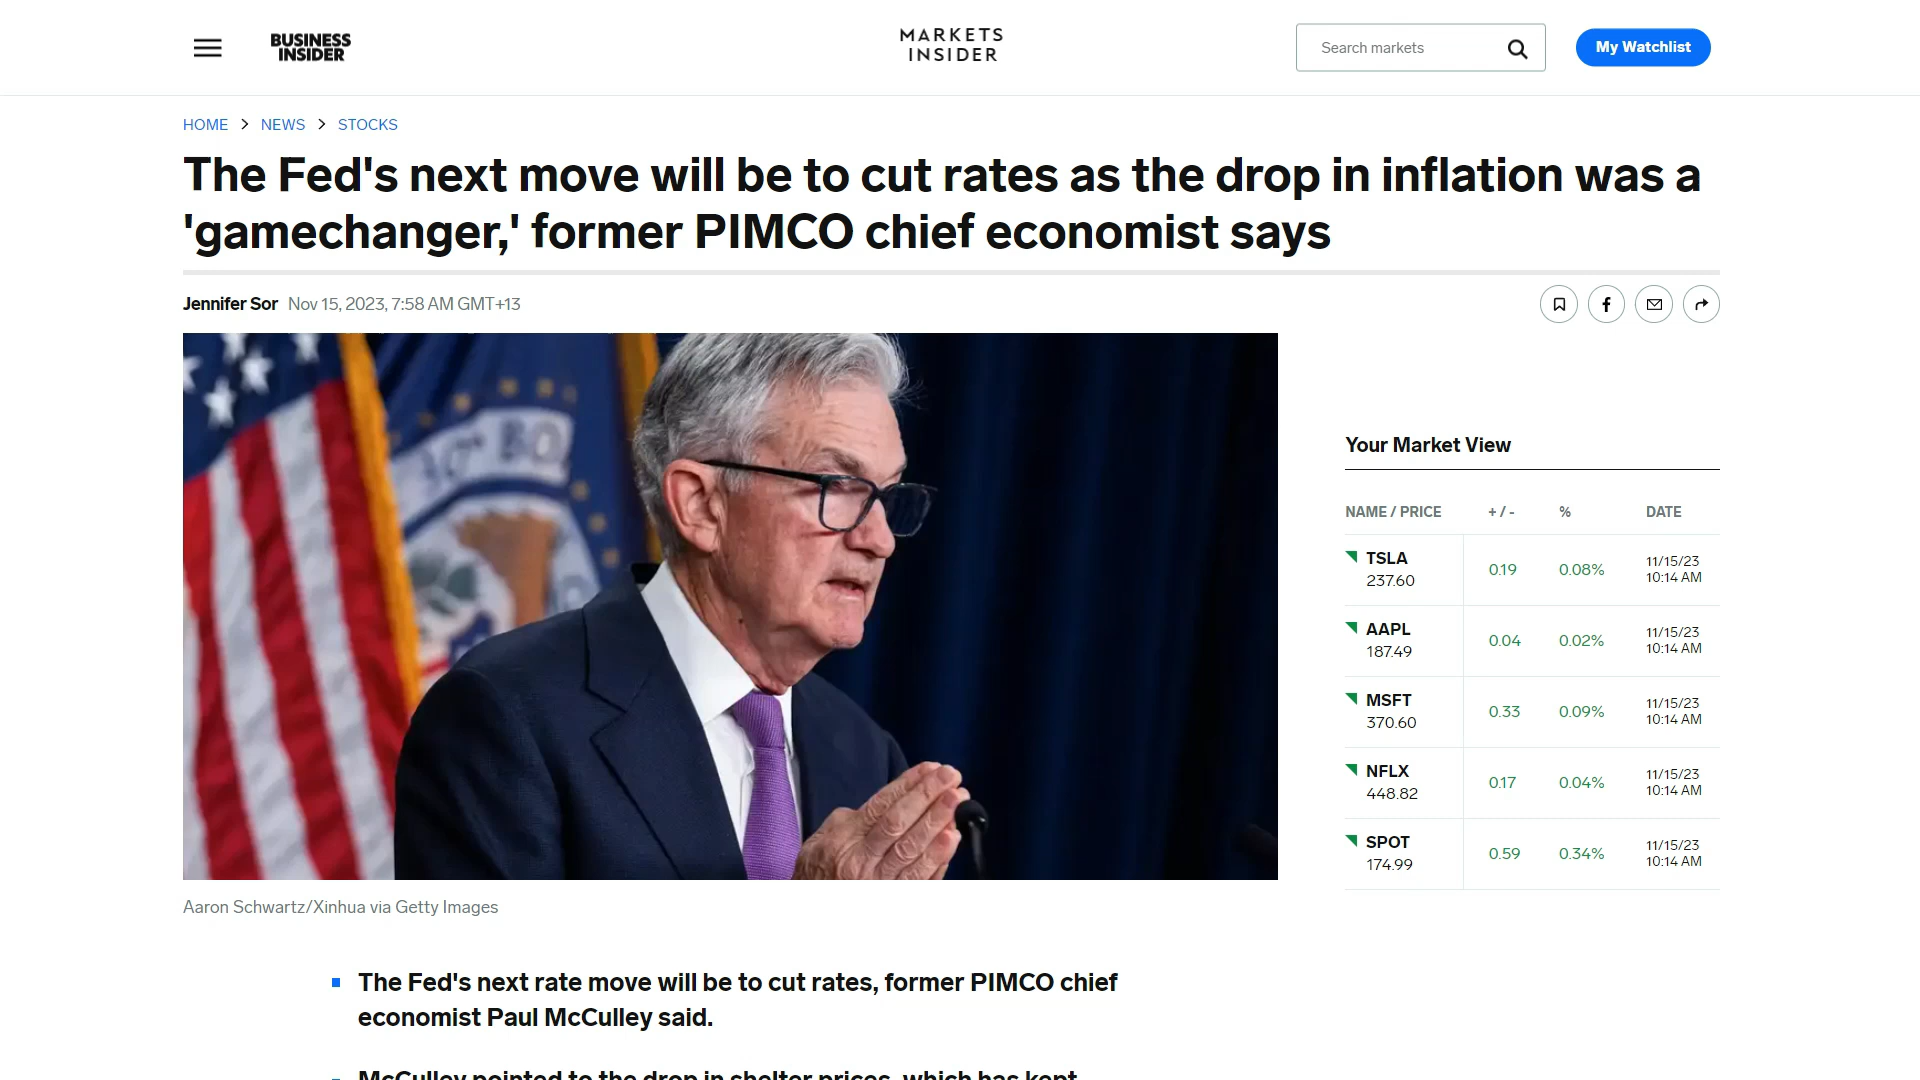 BUSINESS
INSIDER
MARKETS
INSIDER
Search markets
My Watchlist
HOME > NEWS > STOCKS
The Fed's next move will be to cut rates as the drop in inflation was a
'gamechanger,' former PIMCO chief economist says
Jennifer Sor Nov 15, 2023, 7:58 AM GMT+13
Aaron Schwartz/Xinhua via Getty Images
The Fed's next rate move will be to cut rates, former PIMCO chief
economist Paul McCulley said.
McCulley pointed to the drop in shelter prices, which has kept
Your Market View
NAME / PRICE + / - % DATE
TSLA
237.60 0.19 0.08% 11/15/23
10:14 AM
AAPL
187.49 0.04 0.02% 11/15/23
10:14 AM
MSFT
370.60 0.33 0.09% 11/15/23
10:14 AM
NFLX
448.82 0.17 0.04% 11/15/23
10:14 AM
SPOT
174.99 0.59 0.34% 11/15/23
10:14 AM